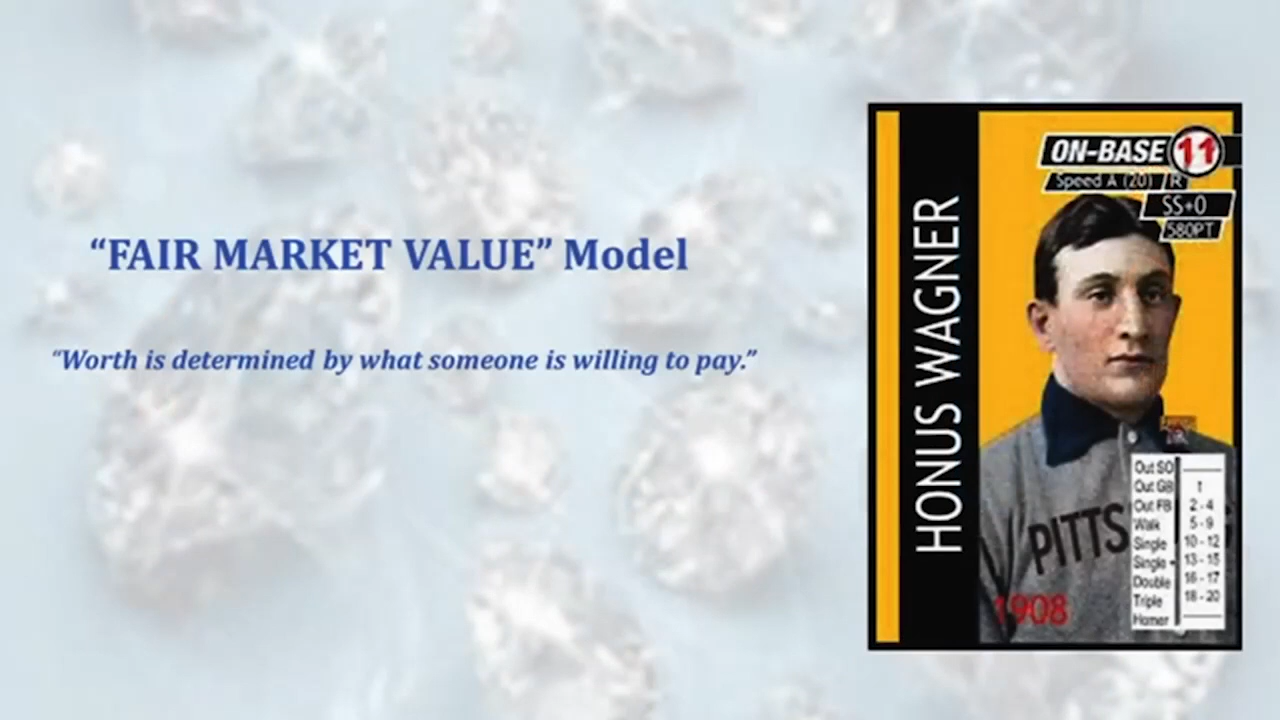 “FAIR MARKET VALUE” Model
“Worth is determined by what someone is willing to pay.”
HONUS WAGNER
ON-BASE 11
Speed A (20) R
SS+0
580PT
PITTS
1908
Out SO —
Out GB 1
Out FB 2 - 4
Walk 5 - 9
Single 10 - 12
Single + 13 - 15
Double 16 - 17
Triple 18 - 20
Homer —